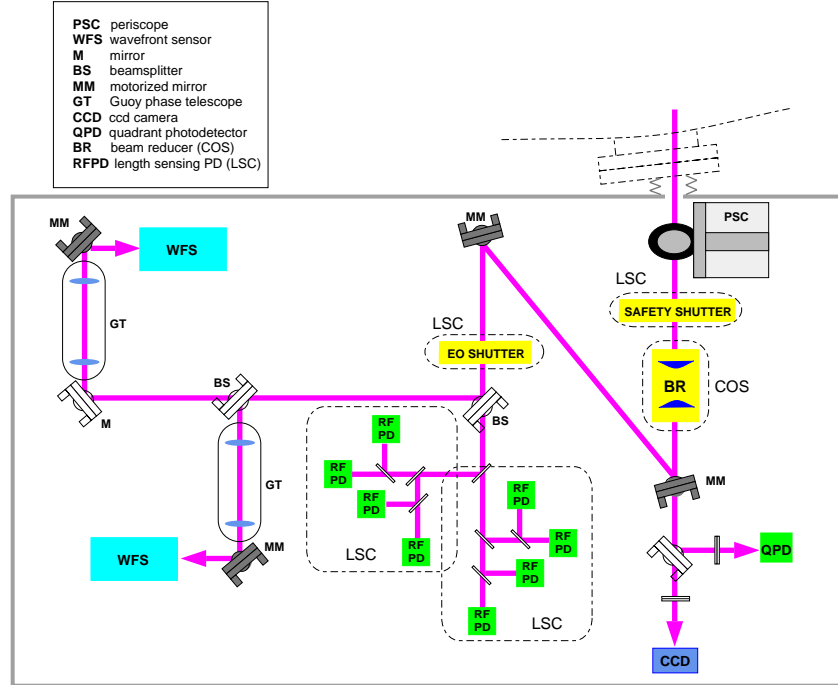 PSC periscope
WFS wavefront sensor
M mirror
BS beamsplitter
MM motorized mirror
GT Guoy phase telescope
CCD ccd camera
QPD quadrant photodetector
BR beam reducer (COS)
RFPD length sensing PD (LSC)
MM
WFS
GT
M
BS
GT
WFS
MM
MM
LSC
EO SHUTTER
BS
PSC
LSC
SAFETY SHUTTER
BR
COS
MM
QPD
CCD
RF
PD
RF
PD
RF
PD
RF
PD
LSC
RF
PD
RF
PD
RF
PD
RF
PD
LSC